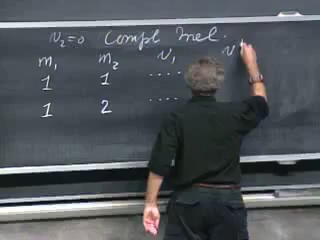 v₂=0 Compl Inel.
m₁ m₂ v₁ v'
1 1 ....
1 2 ....